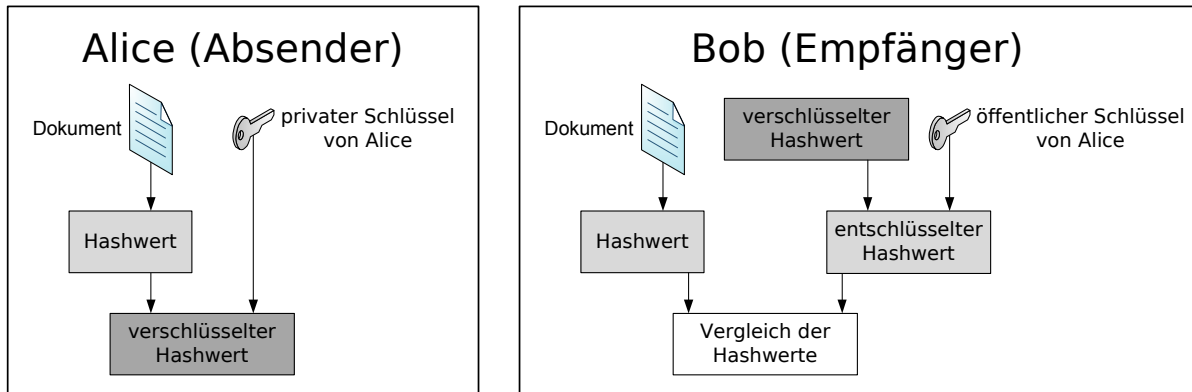 Alice (Absender)
Dokument
privater Schlüssel
von Alice
Hashwert
verschlüsselter
Hashwert
Bob (Empfänger)
Dokument
verschlüsselter
Hashwert
öffentlicher Schlüssel
von Alice
Hashwert
entschlüsselter
Hashwert
Vergleich der
Hashwerte